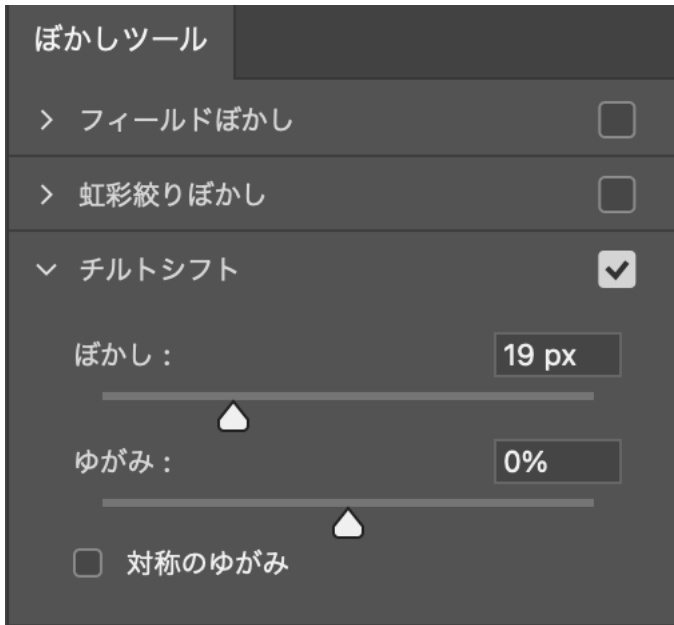 ぼかしツール
フィールドぼかし
虹彩絞りぼかし
チルトシフト
ぼかし： 19 px
ゆがみ： 0%
対称のゆがみ